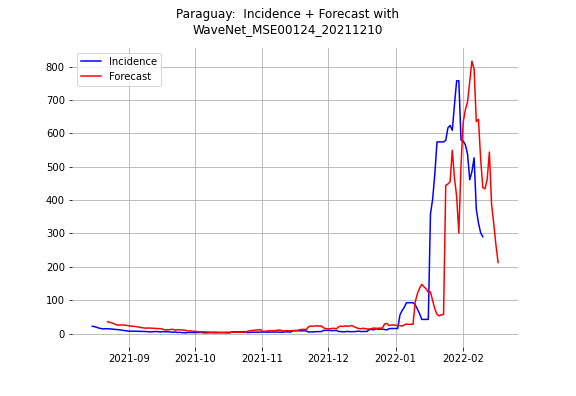 Paraguay:  Incidence + Forecast with
WaveNet_MSE00124_20211210
Incidence
Forecast
800
700
600
500
400
300
200
100
0
2021-09 2021-10 2021-11 2021-12 2022-01 2022-02